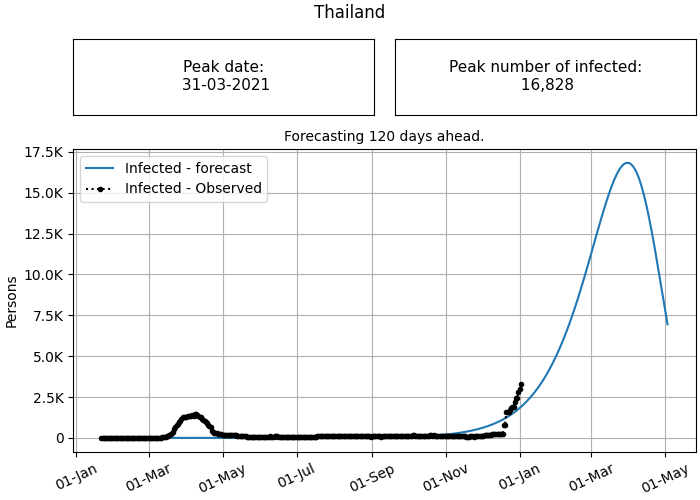 Thailand
Peak date:
31-03-2021
Peak number of infected:
16,828
Forecasting 120 days ahead.
17.5K
15.0K
12.5K
10.0K
7.5K
5.0K
2.5K
0
Persons
Infected - forecast
Infected - Observed
01-Jan
01-Mar
01-May
01-Jul
01-Sep
01-Nov
01-Jan
01-Mar
01-May